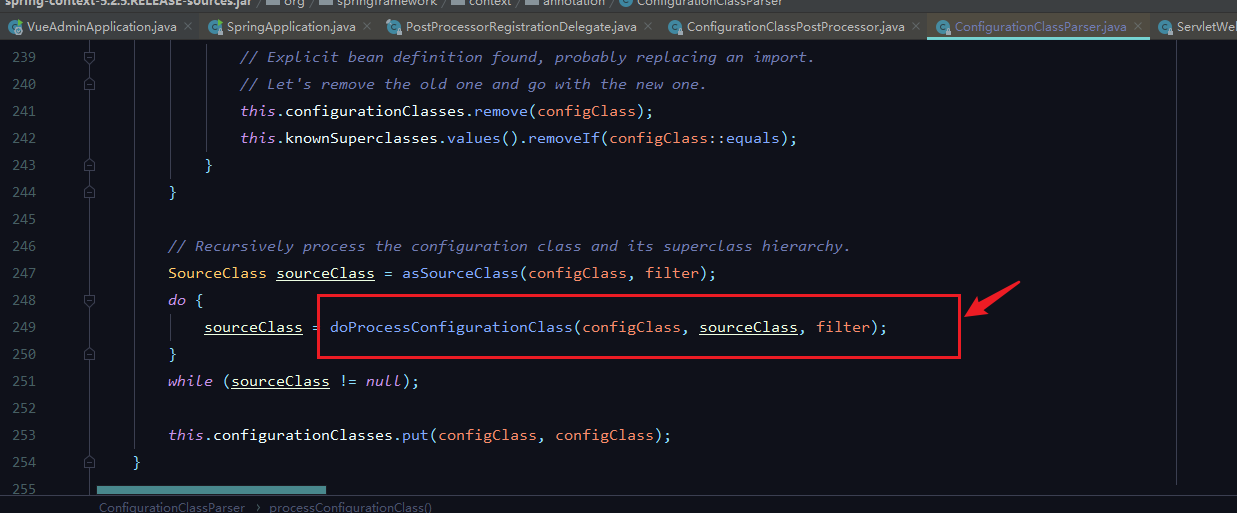 spring-context-5.2.5.RELEASE-sources.jar / org / springframework / context / annotation / ConfigurationClassParser
VueAdminApplication.java × SpringApplication.java × PostProcessorRegistrationDelegate.java × ConfigurationClassPostProcessor.java × ConfigurationClassParser.java × ServletWel
239 // Explicit bean definition found, probably replacing an import.
240 // Let's remove the old one and go with the new one.
241 this.configurationClasses.remove(configClass);
242 this.knownSuperclasses.values().removeIf(configClass::equals);
243 }
244 }
245
246 // Recursively process the configuration class and its superclass hierarchy.
247 SourceClass sourceClass = asSourceClass(configClass, filter);
248 do {
249 sourceClass = doProcessConfigurationClass(configClass, sourceClass, filter);
250 }
251 while (sourceClass != null);
252
253 this.configurationClasses.put(configClass, configClass);
254 }
255
ConfigurationClassParser › processConfigurationClass()